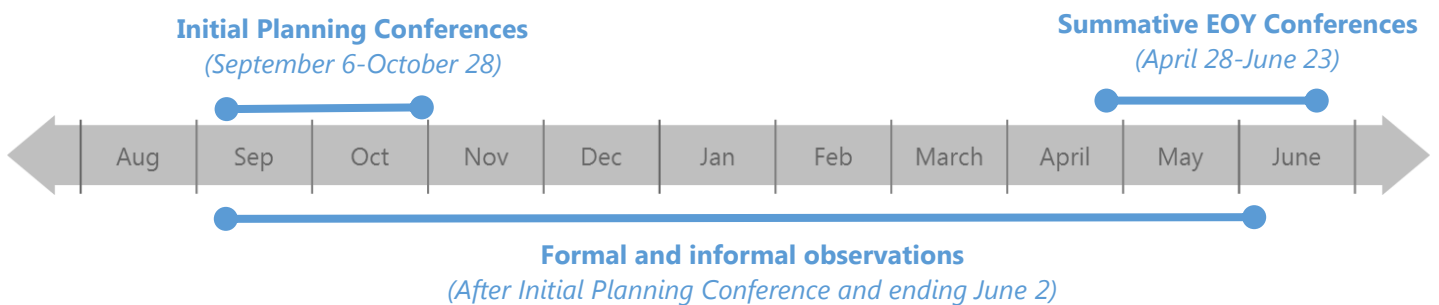 Initial Planning Conferences
(September 6-October 28)
Summative EOY Conferences
(April 28-June 23)
Aug Sep Oct Nov Dec Jan Feb March April May June
Formal and informal observations
(After Initial Planning Conference and ending June 2)